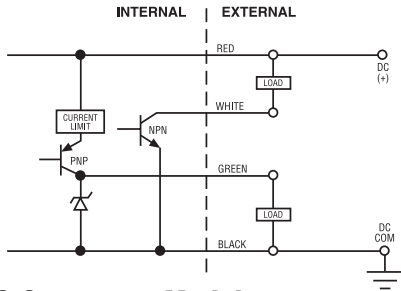 INTERNAL EXTERNAL
RED
DC
(+)
LOAD
WHITE
CURRENT
LIMIT
NPN
PNP
GREEN
LOAD
DC
COM
BLACK